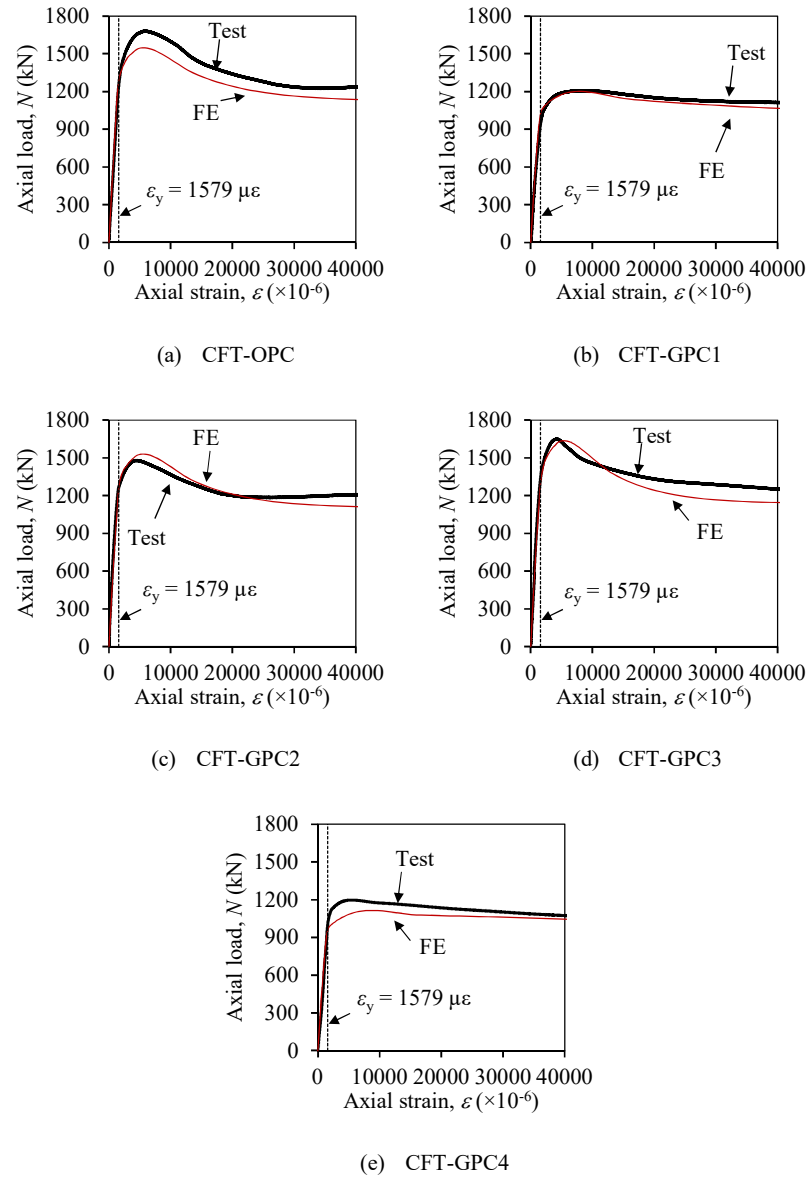 1800
1500
1200
900
600
300
0
Axial load, N (kN)
Test
FE
εy = 1579 µε
0 10000 20000 30000 40000
Axial strain, ε (×10-6)
(a) CFT-OPC
1800
1500
1200
900
600
300
0
Axial load, N (kN)
Test
FE
εy = 1579 µε
0 10000 20000 30000 40000
Axial strain, ε (×10-6)
(b) CFT-GPC1
1800
1500
1200
900
600
300
0
Axial load, N (kN)
FE
Test
εy = 1579 µε
0 10000 20000 30000 40000
Axial strain, ε (×10-6)
(c) CFT-GPC2
1800
1500
1200
900
600
300
0
Axial load, N (kN)
Test
FE
εy = 1579 µε
0 10000 20000 30000 40000
Axial strain, ε (×10-6)
(d) CFT-GPC3
1800
1500
1200
900
600
300
0
Axial load, N (kN)
Test
FE
εy = 1579 µε
0 10000 20000 30000 40000
Axial strain, ε (×10-6)
(e) CFT-GPC4